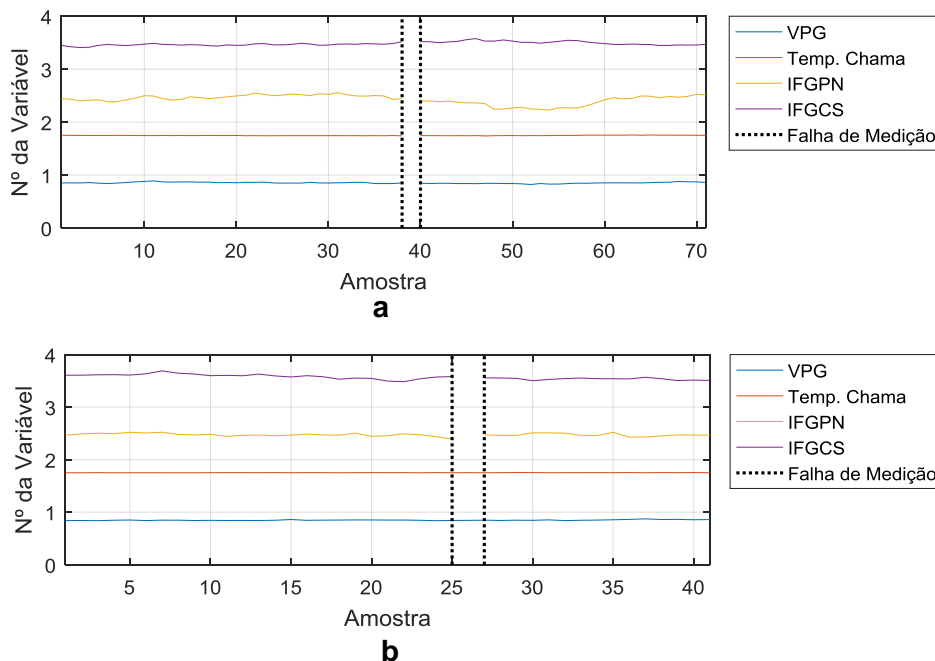 4
3
2
1
0
Nº da Variável
10 20 30 40 50 60 70
Amostra
a
VPG
Temp. Chama
IFGPN
IFGCS
Falha de Medição
4
3
2
1
0
Nº da Variável
5 10 15 20 25 30 35 40
Amostra
b
VPG
Temp. Chama
IFGPN
IFGCS
Falha de Medição